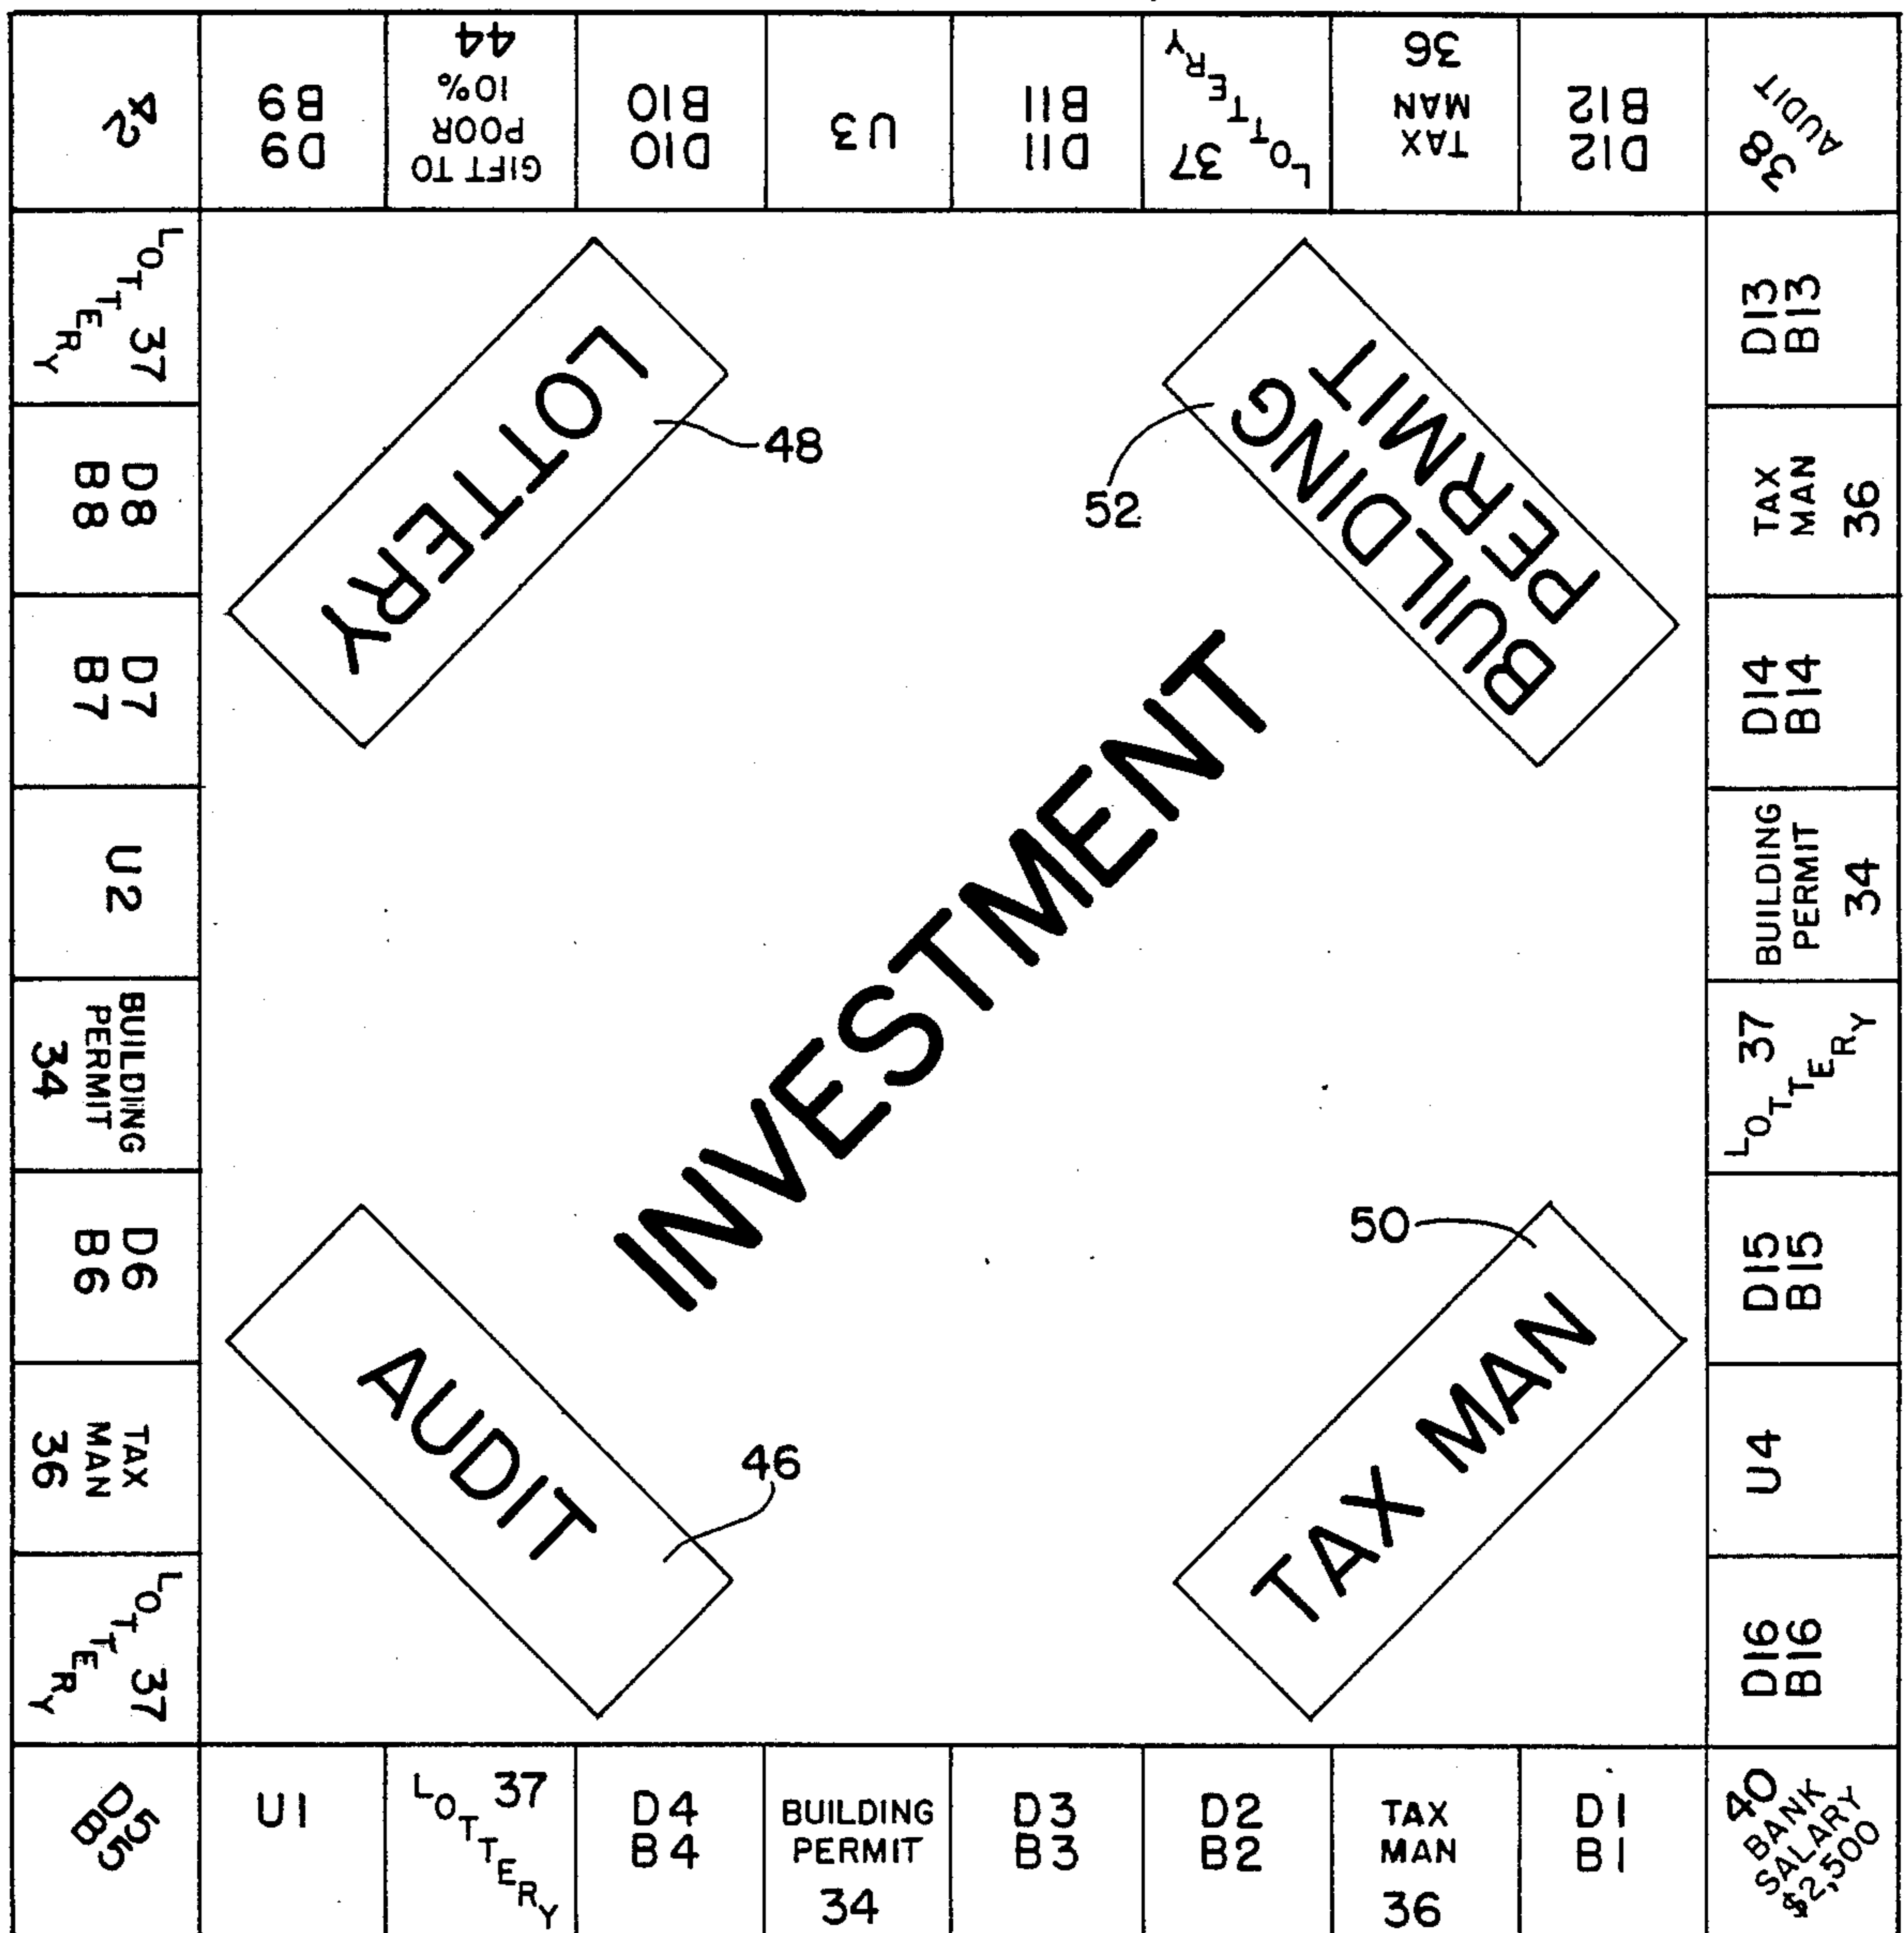 42
D9
B9
GIFT TO
POOR
10%
44
D10
B10
U3
D11
B11
LOTTERY
37
TAX
MAN
36
D12
B12
AUDIT
38
LOTTERY
37
D8
B8
D7
B7
U2
BUILDING
PERMIT
34
D6
B6
TAX
MAN
36
LOTTERY
37
LOTTERY
48
BUILDING
PERMIT
52
INVESTMENT
AUDIT
46
TAX MAN
50
D13
B13
TAX
MAN
36
D14
B14
BUILDING
PERMIT
34
LOTTERY
37
D15
B15
U4
D16
B16
D5
B5
U1
LOTTERY
37
D4
B4
BUILDING
PERMIT
34
D3
B3
D2
B2
TAX
MAN
36
D1
B1
40
BANK
SALARY
$2,500